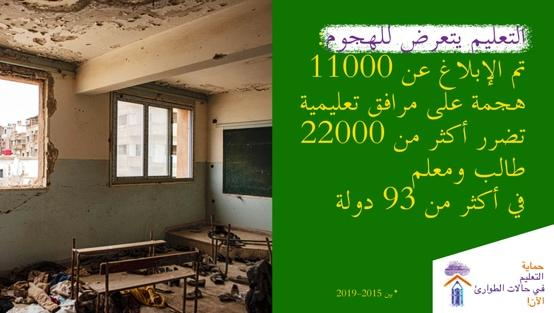 التعليم يتعرض للهجوم
تم الإبلاغ عن 11000
هجمة على مرافق تعليمية
تضرر أكثر من 22000
طالب ومعلم
في أكثر من 93 دولة
*بين 2015-2019
حماية
التعليم
في حالات الطوارئ
الآن!